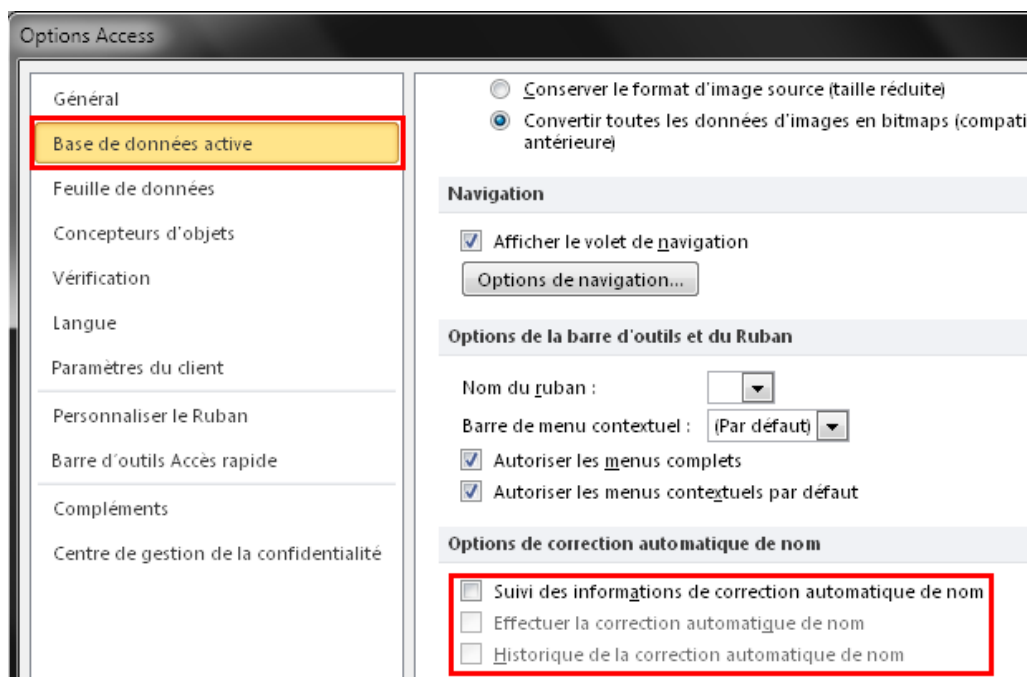 Options Access
Général
Base de données active
Feuille de données
Concepteurs d'objets
Vérification
Langue
Paramètres du client
Personnaliser le Ruban
Barre d'outils Accès rapide
Compléments
Centre de gestion de la confidentialité
Conserver le format d'image source (taille réduite)
Convertir toutes les données d'images en bitmaps (compati
antérieure)
Navigation
Afficher le volet de navigation
Options de navigation...
Options de la barre d'outils et du Ruban
Nom du ruban :
Barre de menu contextuel : (Par défaut)
Autoriser les menus complets
Autoriser les menus contextuels par défaut
Options de correction automatique de nom
Suivi des informations de correction automatique de nom
Effectuer la correction automatique de nom
Historique de la correction automatique de nom